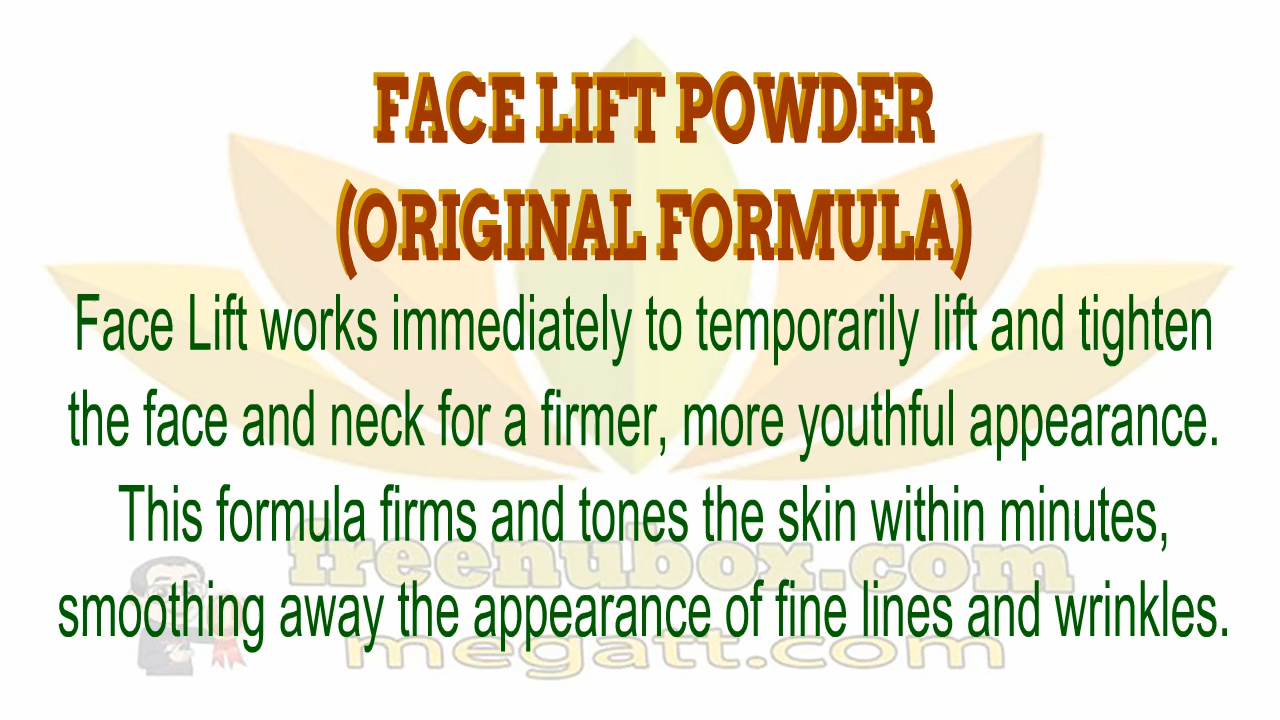 FACE LIFT POWDER
(ORIGINAL FORMULA)
Face Lift works immediately to temporarily lift and tighten
the face and neck for a firmer, more youthful appearance.
This formula firms and tones the skin within minutes,
freenubox.com
smoothing away the appearance of fine lines and wrinkles.
megatt.com